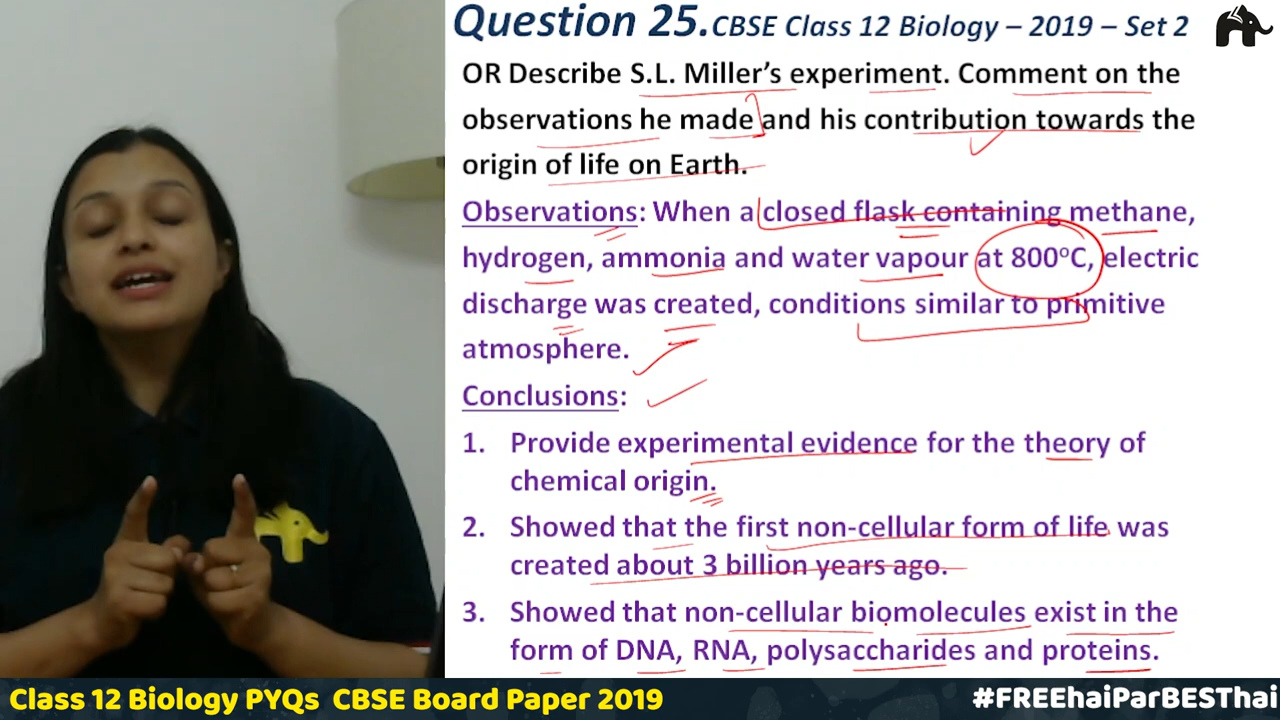 Question 25. CBSE Class 12 Biology – 2019 – Set 2
OR Describe S.L. Miller’s experiment. Comment on the
observations he made and his contribution towards the
origin of life on Earth.
Observations: When a closed flask containing methane,
hydrogen, ammonia and water vapour at 800°C, electric
discharge was created, conditions similar to primitive
atmosphere.
Conclusions:
1. Provide experimental evidence for the theory of
chemical origin.
2. Showed that the first non-cellular form of life was
created about 3 billion years ago.
3. Showed that non-cellular biomolecules exist in the
form of DNA, RNA, polysaccharides and proteins.
Class 12 Biology PYQs CBSE Board Paper 2019
#FREEhaiParBESThai